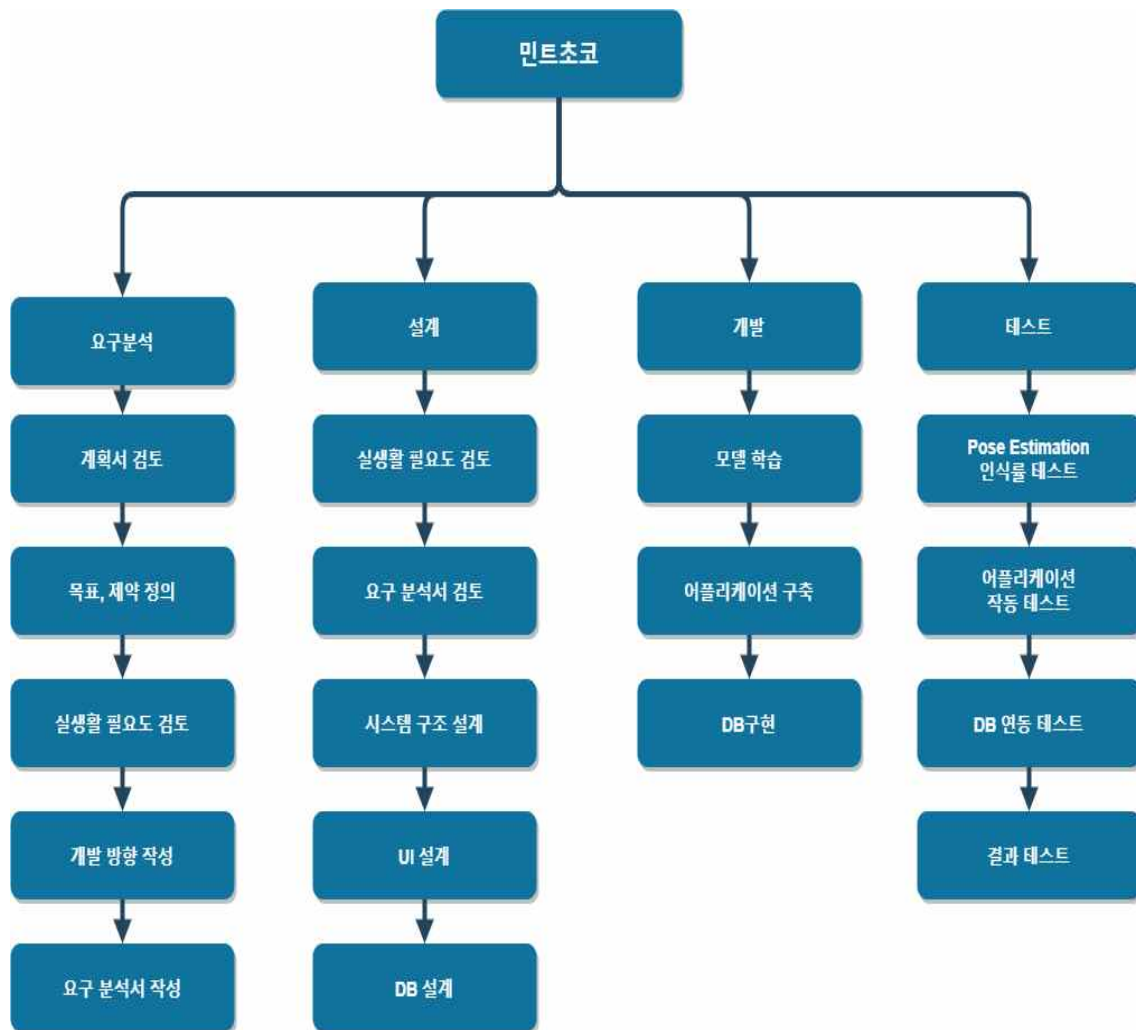 민트초코
요구분석
설계
개발
테스트
계획서 검토
실생활 필요도 검토
모델 학습
Pose Estimation
인식률 테스트
목표, 제약 정의
요구 분석서 검토
어플리케이션 구축
어플리케이션
작동 테스트
실생활 필요도 검토
시스템 구조 설계
DB구현
DB 연동 테스트
개발 방향 작성
UI 설계
결과 테스트
요구 분석서 작성
DB 설계